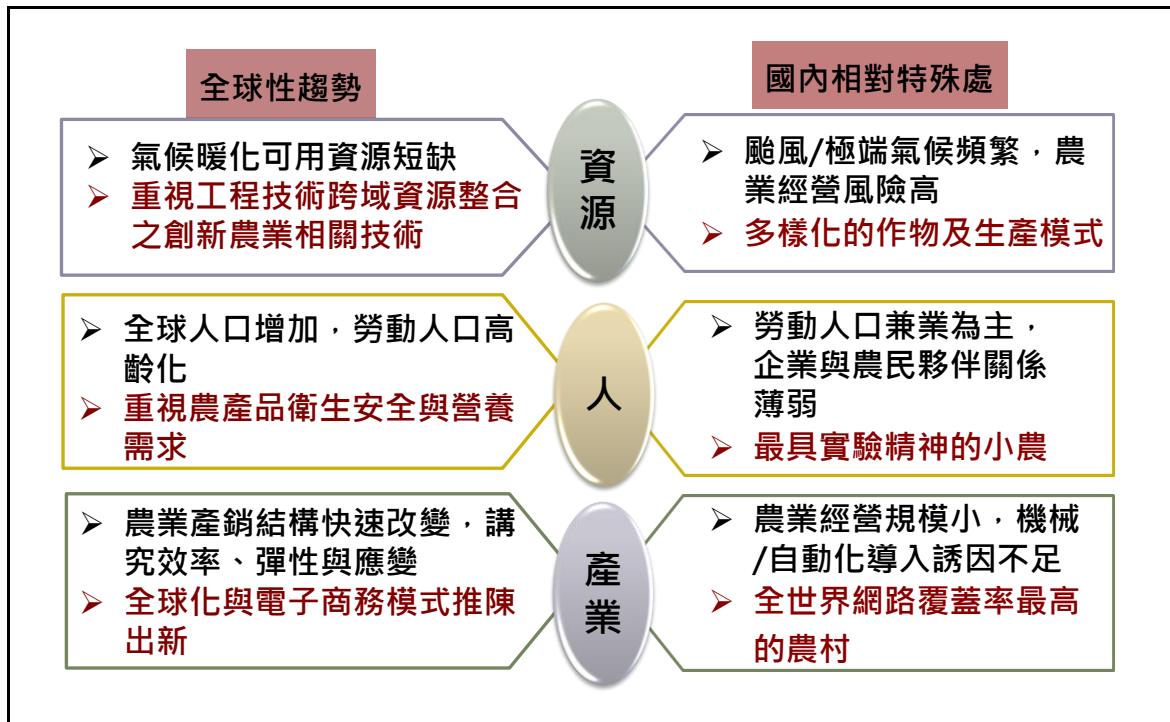 全球性趨勢
國內相對特殊處
資
源
➢ 氣候暖化可用資源短缺
➢ 重視工程技術跨域資源整合
之創新農業相關技術
➢ 颱風/極端氣候頻繁，農
業經營風險高
➢ 多樣化的作物及生產模式
人
➢ 全球人口增加，勞動人口高
齡化
➢ 重視農產品衛生安全與營養
需求
➢ 勞動人口兼業為主，
企業與農民夥伴關係
薄弱
➢ 最具實驗精神的小農
產
業
➢ 農業產銷結構快速改變，講
究效率、彈性與應變
➢ 全球化與電子商務模式推陳
出新
➢ 農業經營規模小，機械
/自動化導入誘因不足
➢ 全世界網路覆蓋率最高
的農村